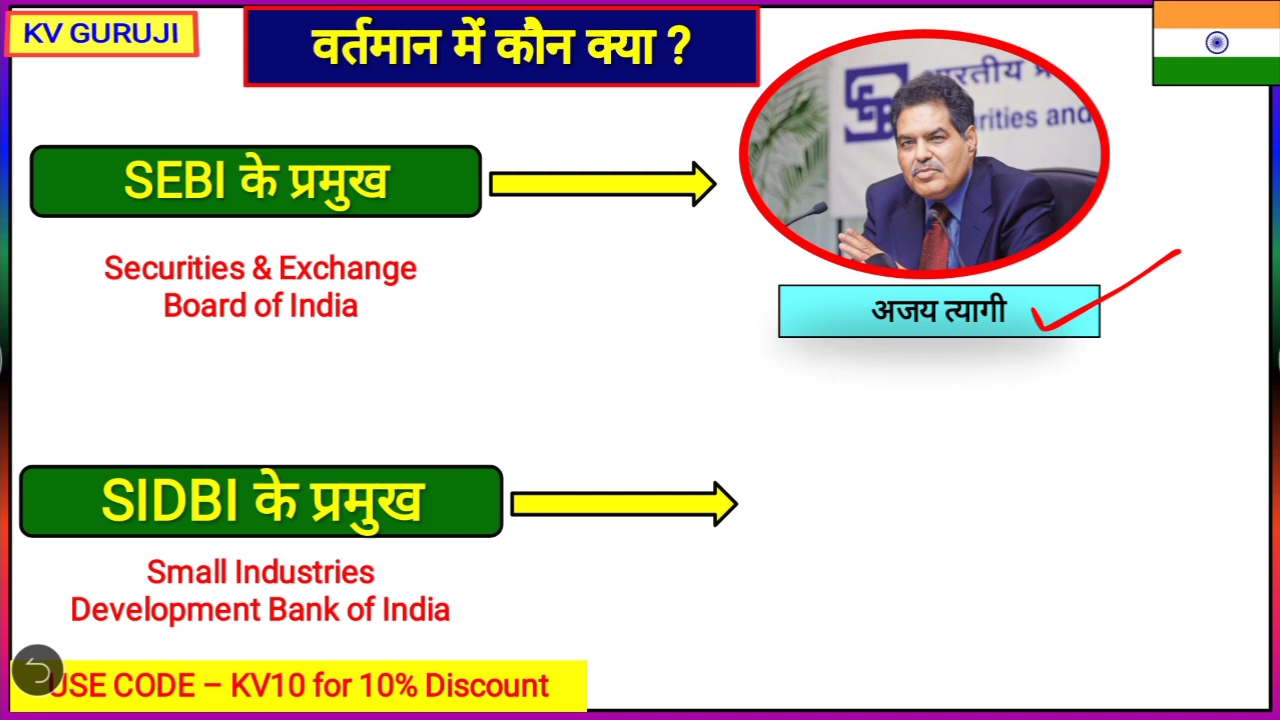 KV GURUJI
वर्तमान में कौन क्या ?
SEBI के प्रमुख
Securities & Exchange
Board of India
अजय त्यागी
SIDBI के प्रमुख
Small Industries
Development Bank of India
USE CODE – KV10 for 10% Discount